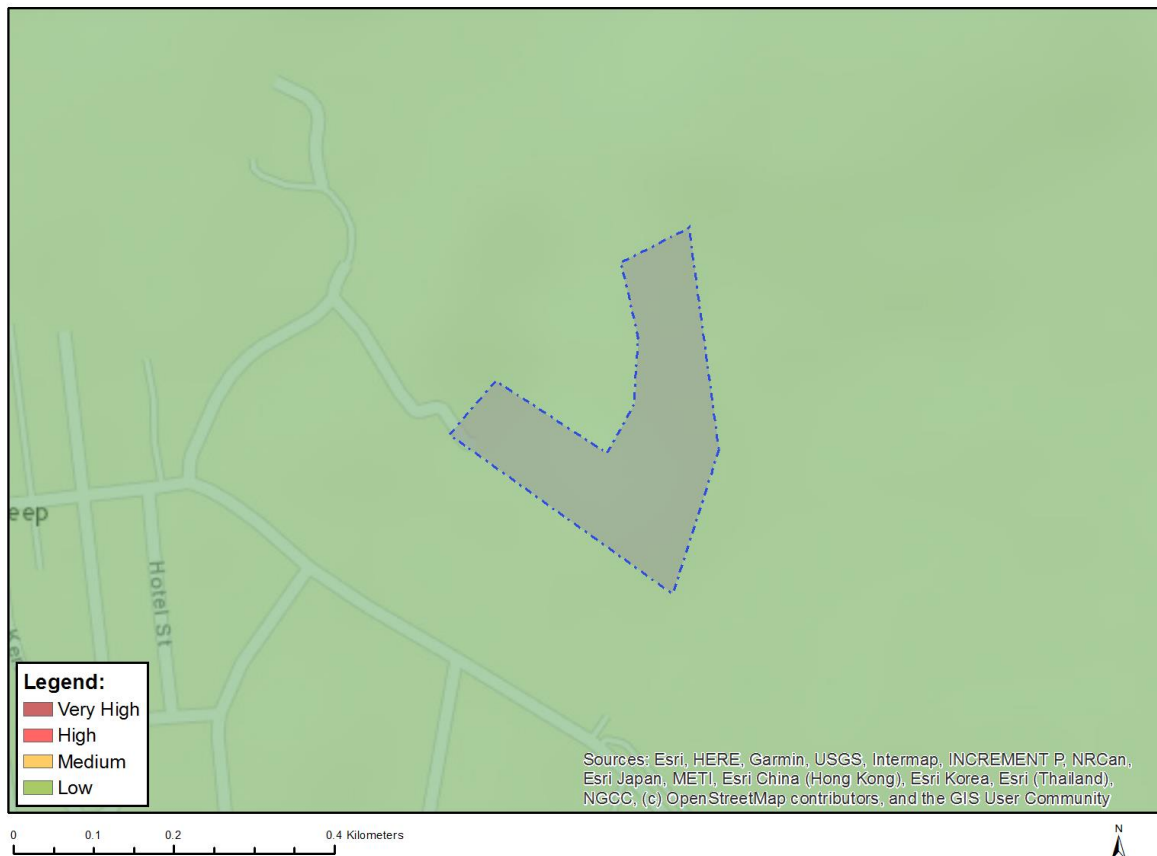 eep
Hotel St
Legend:
Very High
High
Medium
Low
Sources: Esri, HERE, Garmin, USGS, Intermap, INCREMENT P, NRCan,
Esri Japan, METI, Esri China (Hong Kong), Esri Korea, Esri (Thailand),
NGCC, (c) OpenStreetMap contributors, and the GIS User Community
0 0.1 0.2 0.4 Kilometers
N